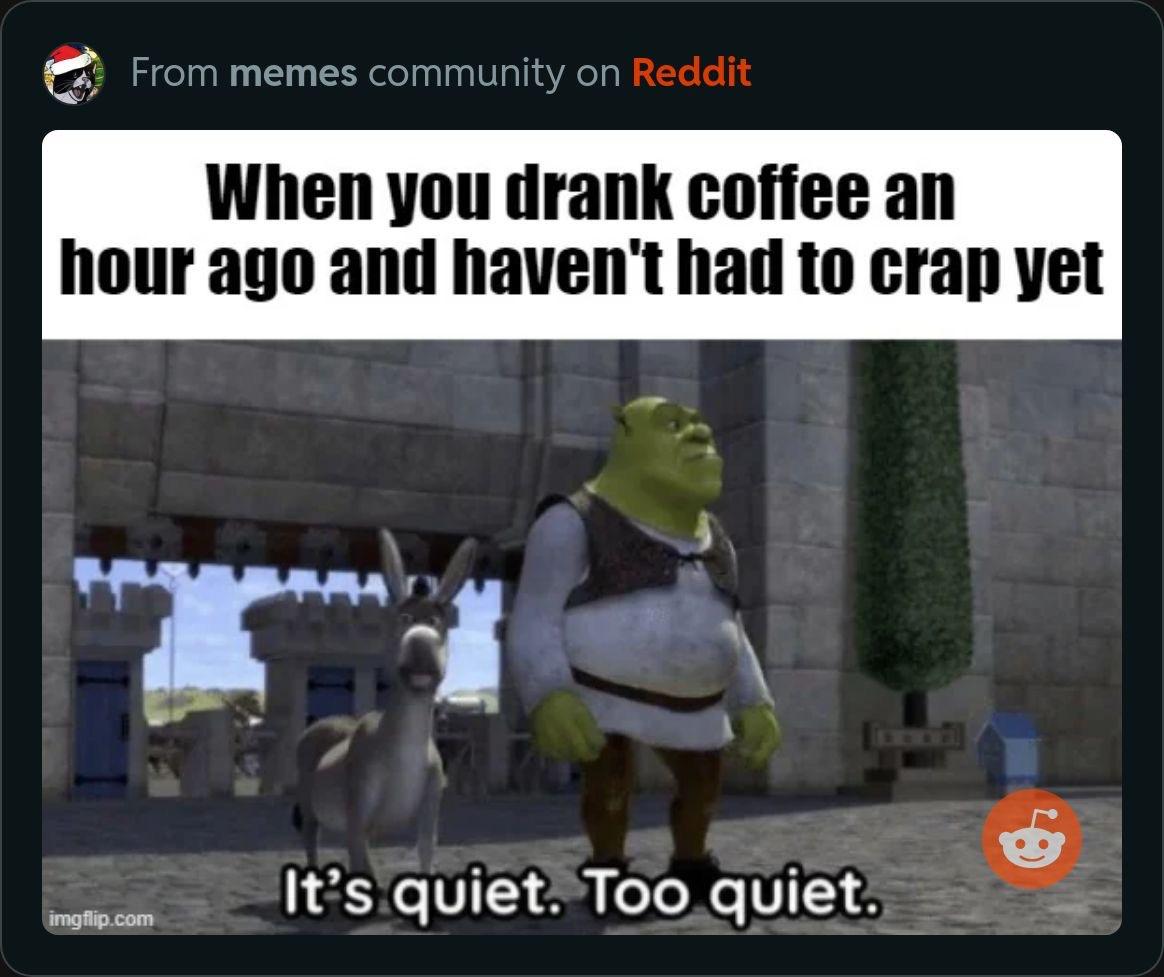 From memes community on Reddit
When you drank coffee an
hour ago and haven't had to crap yet
It's quiet. Too quiet.
imgflip.com